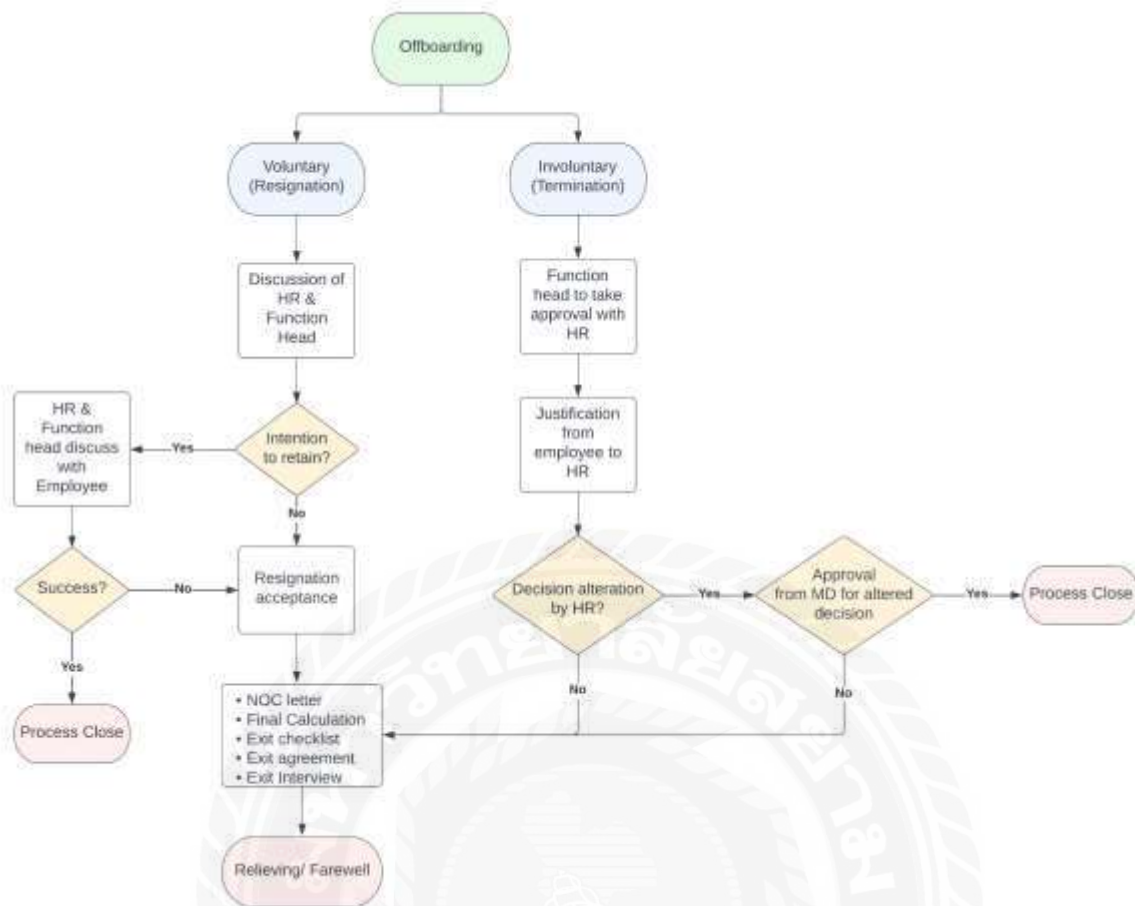 Offboarding
Voluntary
(Resignation)
Involuntary
(Termination)
Discussion of
HR &
Function
Head
Function
head to take
approval with
HR
HR &
Function
head discuss
with
Employee
Yes
Intention
to retain?
Justification
from
employee to
HR
No
Success?
No
Resignation
acceptance
Decision alteration
by HR?
Yes
Approval
from MD for altered
decision
Yes
Process Close
Yes
No
No
Process Close
• NOC letter
• Final Calculation
• Exit checklist
• Exit agreement
• Exit Interview
Relieving/ Farewell